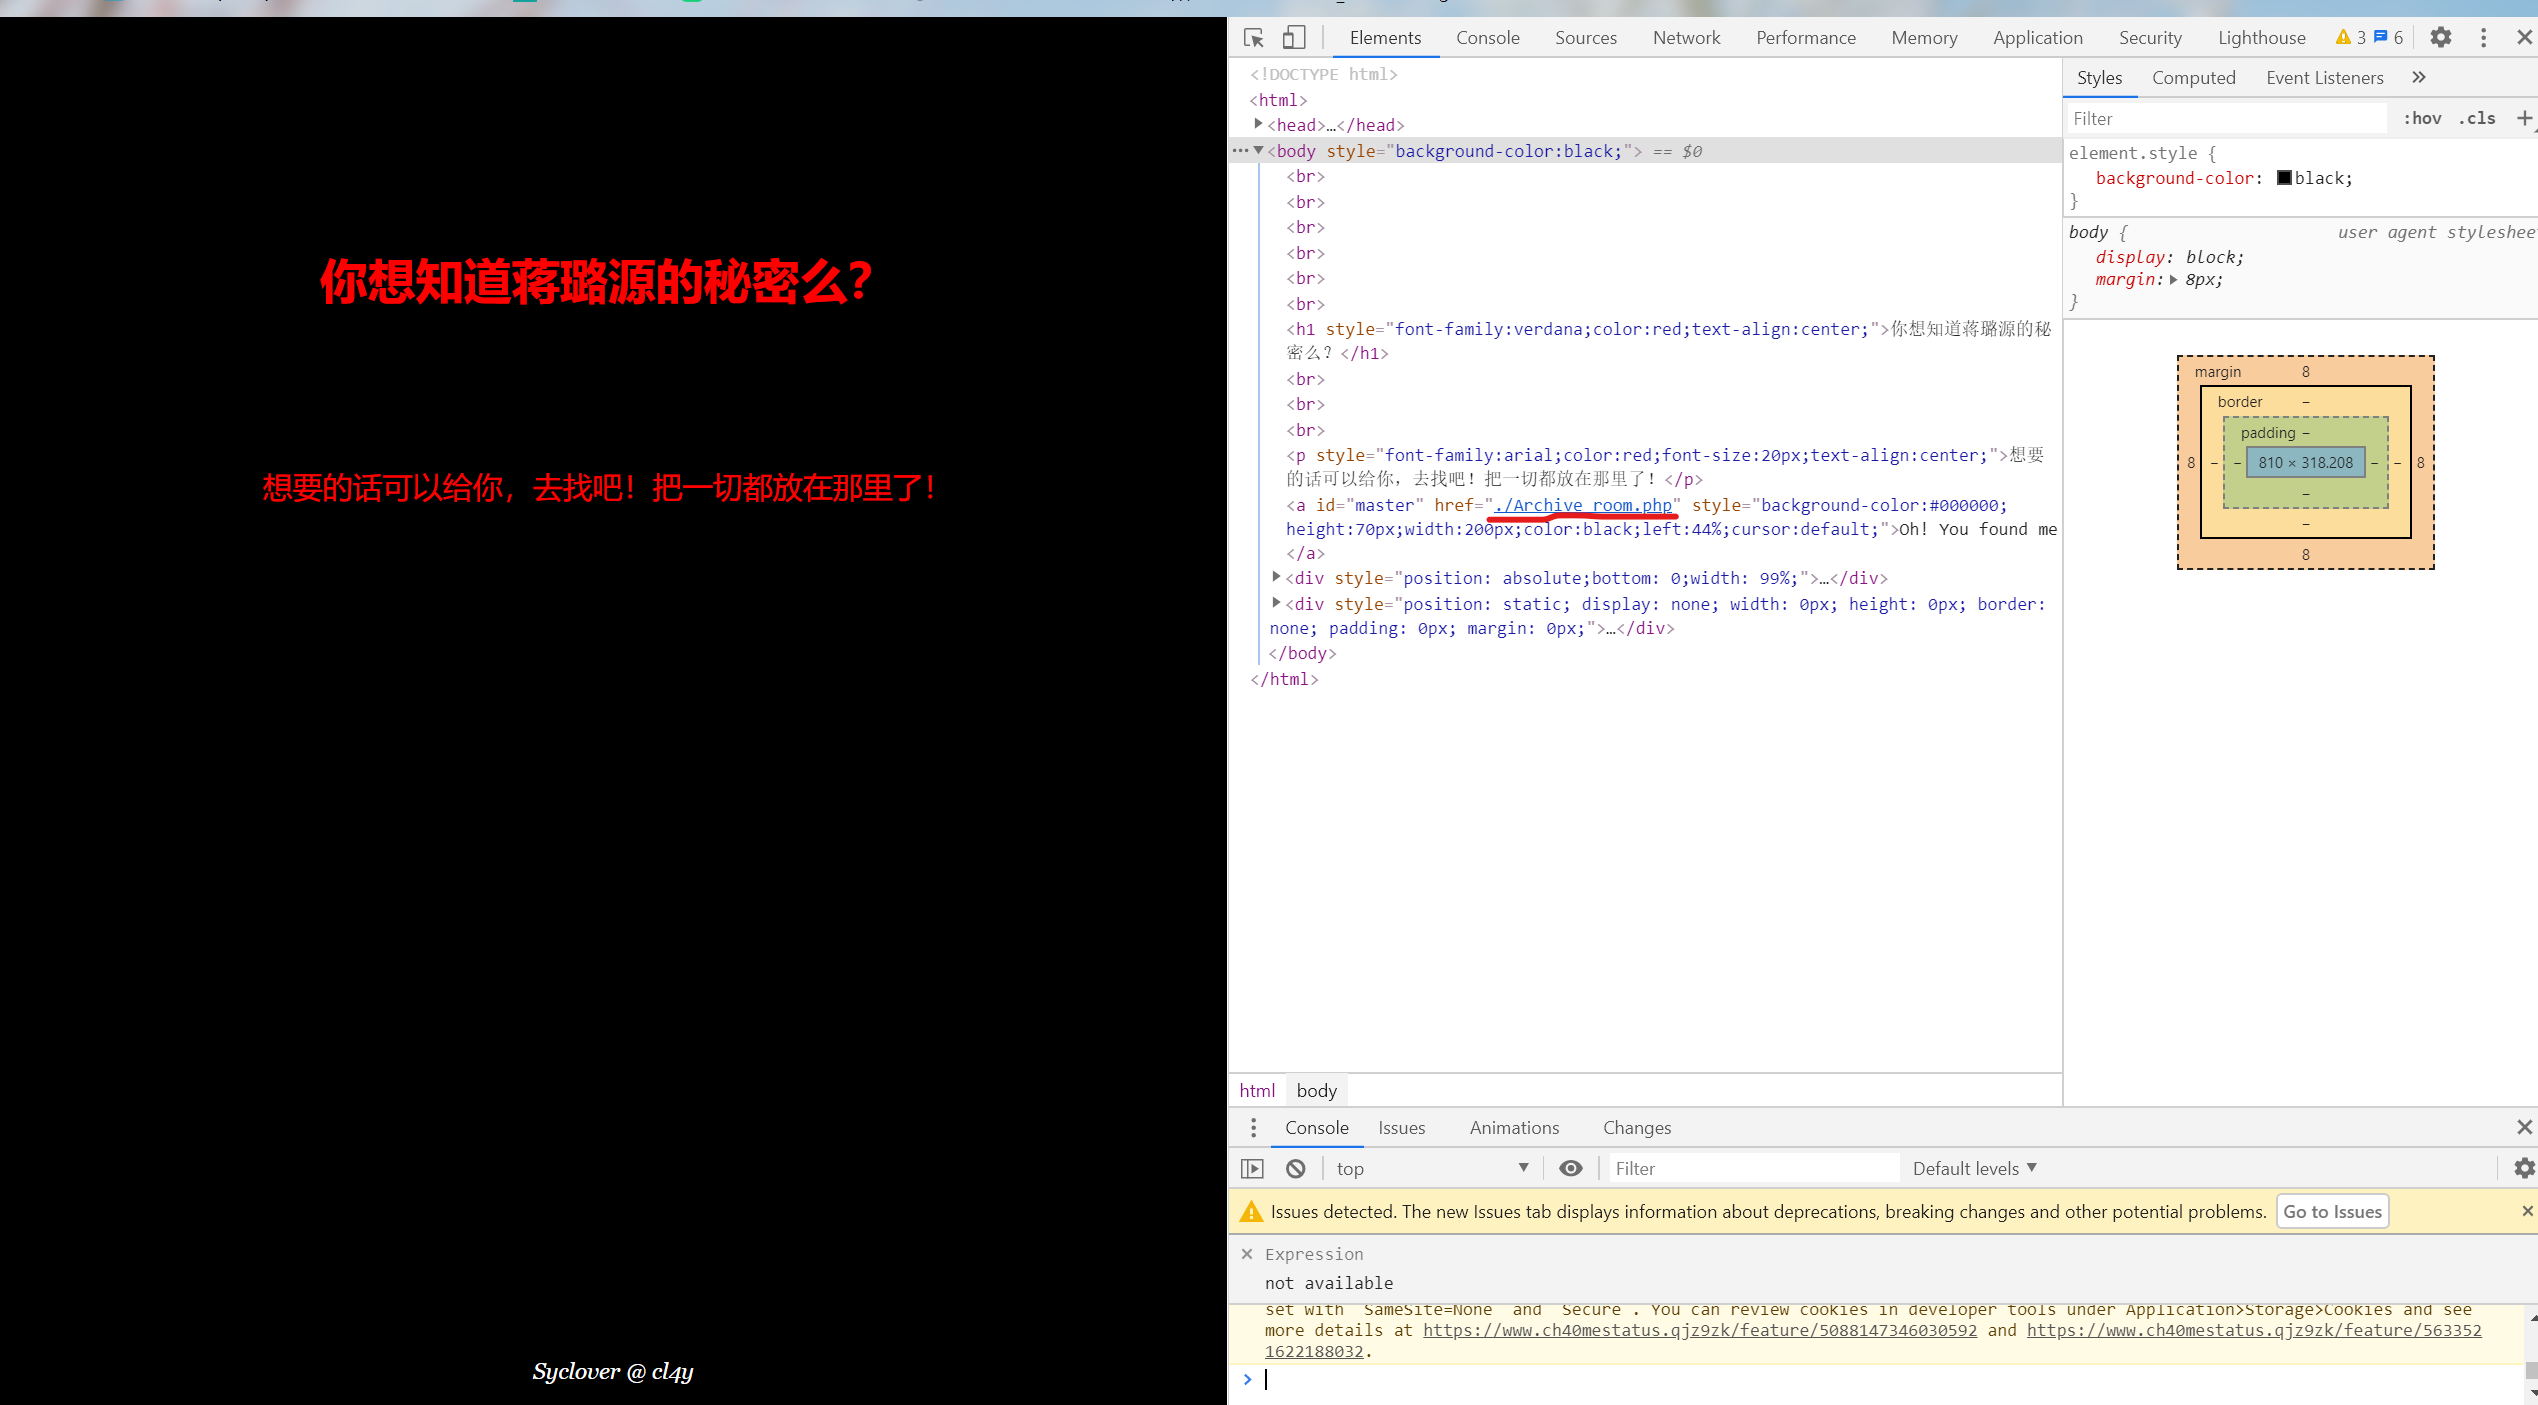 你想知道蒋璐源的秘密么？
想要的话可以给你，去找吧！把一切都放在那里了！
Syclover @ cl4y
Elements Console Sources Network Performance Memory Application Security Lighthouse 3 6
<!DOCTYPE html>
<html>
<head>…</head>
<body style="background-color:black;"> == $0
<br>
<br>
<br>
<br>
<br>
<br>
<h1 style="font-family:verdana;color:red;text-align:center;">你想知道蒋璐源的秘
密么？</h1>
<br>
<br>
<br>
<p style="font-family:arial;color:red;font-size:20px;text-align:center;">想要
的话可以给你，去找吧！把一切都放在那里了！</p>
<a id="master" href="./Archive_room.php" style="background-color:#000000;
height:70px;width:200px;color:black;left:44%;cursor:default;">Oh! You found me
</a>
<div style="position: absolute;bottom: 0;width: 99%;">…</div>
<div style="position: static; display: none; width: 0px; height: 0px; border:
none; padding: 0px; margin: 0px;">…</div>
</body>
</html>
html body
Styles Computed Event Listeners »
Filter :hov .cls +
element.style {
background-color: black;
}
body { user agent styleshee
display: block;
margin: 8px;
}
margin 8
border –
padding –
8 – – 810 × 318.208 – – 8
–
–
8
Console Issues Animations Changes
top Filter Default levels
Issues detected. The new Issues tab displays information about deprecations, breaking changes and other potential problems. Go to Issues
Expression
not available
set with `SameSite=None` and `Secure`. You can review cookies in developer tools under Application>Storage>Cookies and see
more details at https://www.ch40mestatus.qjz9zk/feature/5088147346030592 and https://www.ch40mestatus.qjz9zk/feature/563352
1622188032.